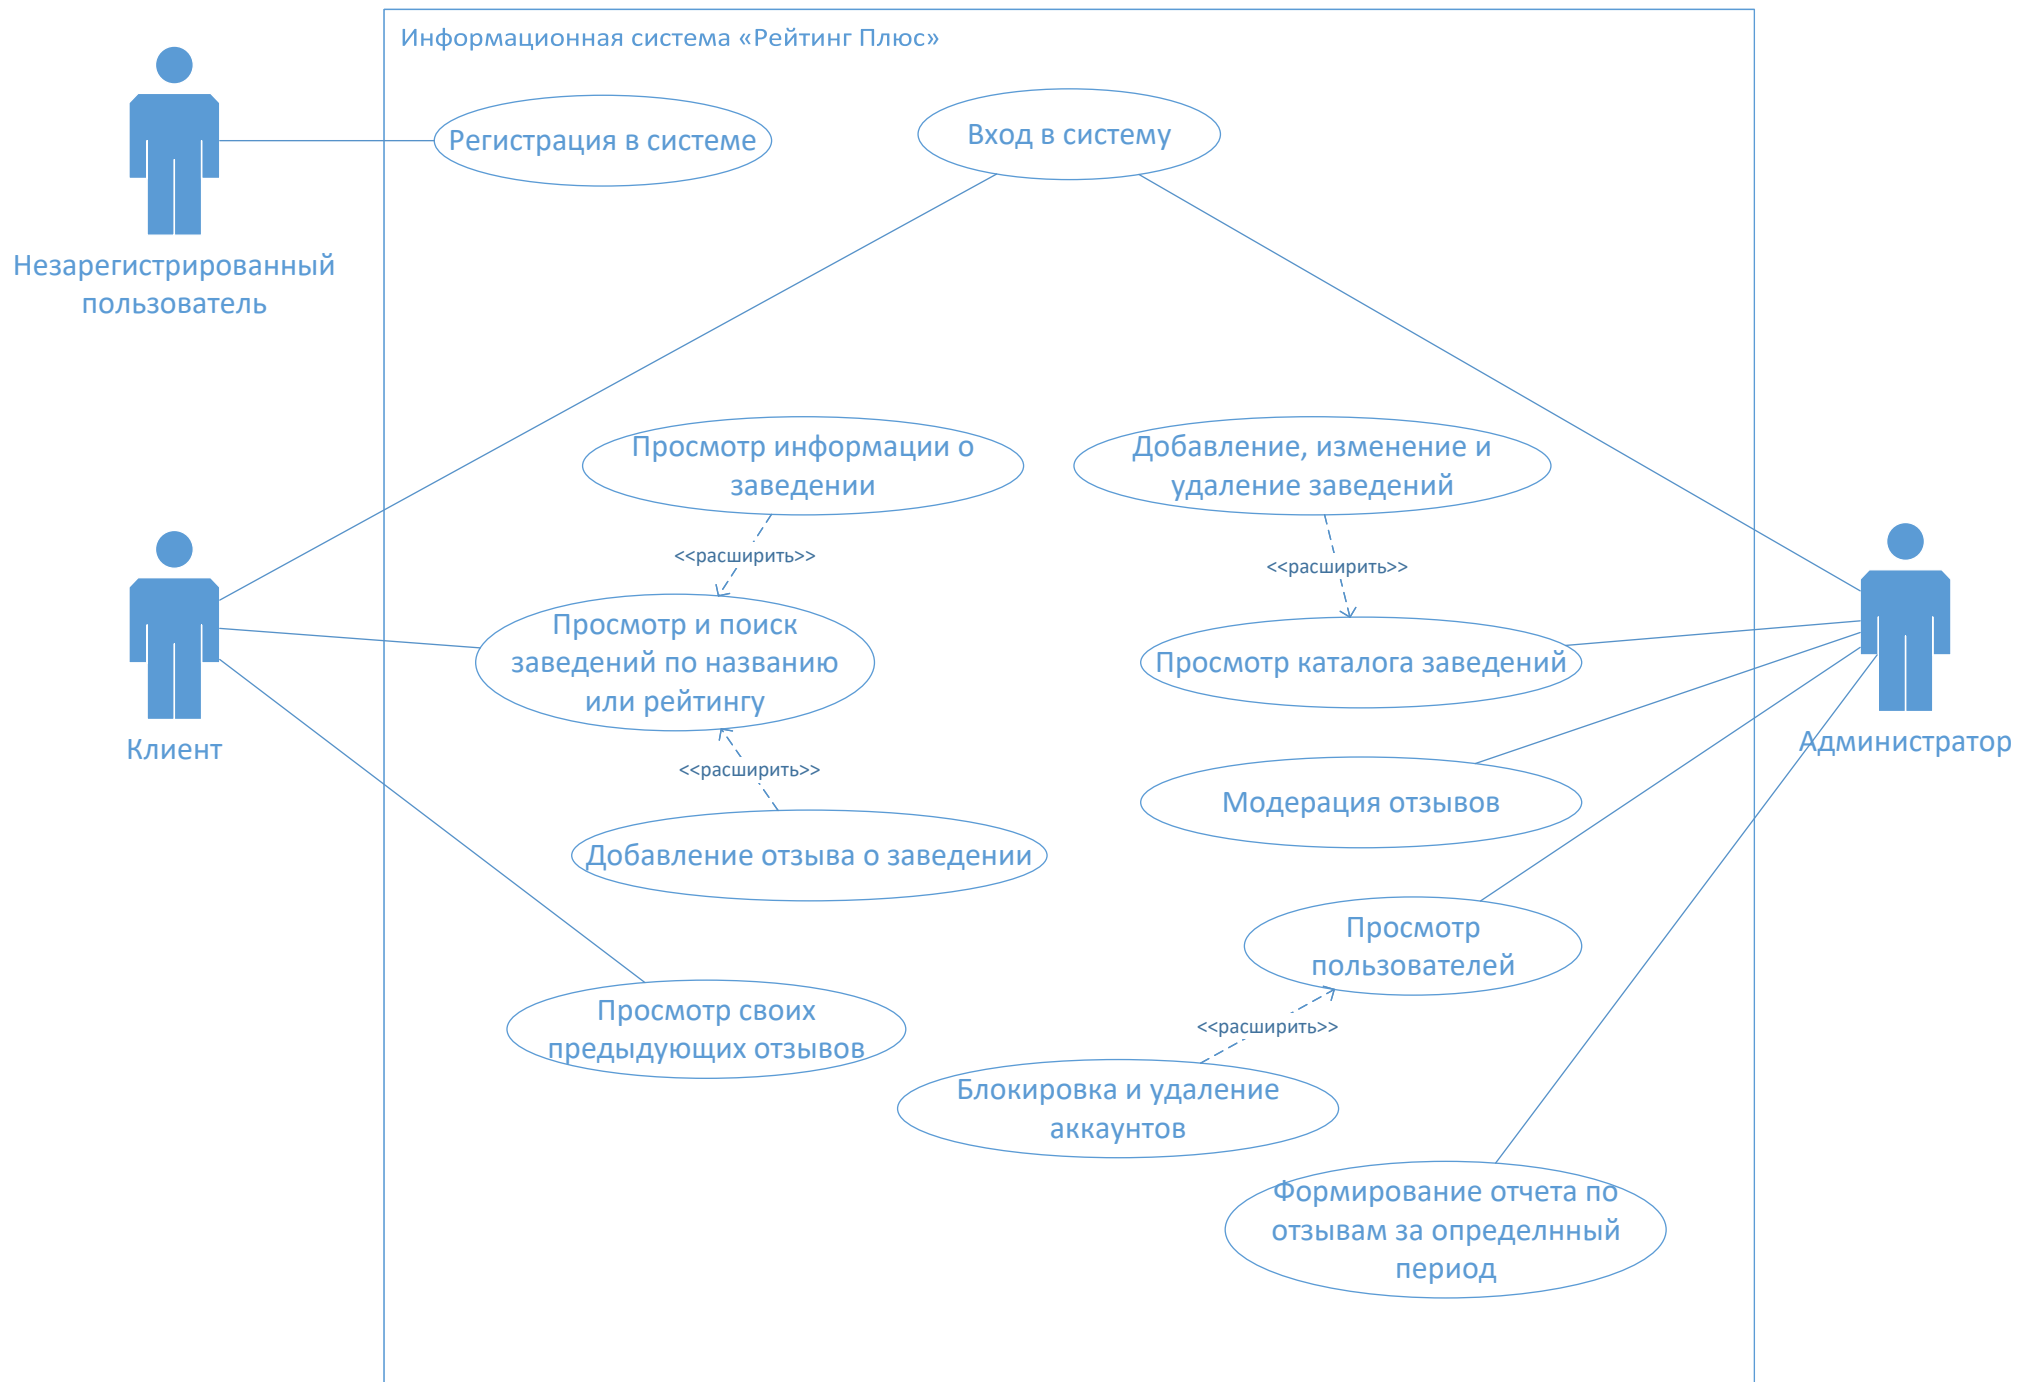 Информационная система «Рейтинг Плюс»
Регистрация в системе
Вход в систему
Незарегистрированный
пользователь
Просмотр информации о
заведении
Добавление, изменение и
удаление заведений
<<расширить>>
<<расширить>>
Просмотр и поиск
заведений по названию
или рейтингу
Просмотр каталога заведений
Клиент
Администратор
<<расширить>>
Модерация отзывов
Добавление отзыва о заведении
Просмотр
пользователей
Просмотр своих
предыдующих отзывов
<<расширить>>
Блокировка и удаление
аккаунтов
Формирование отчета по
отзывам за определнный
период